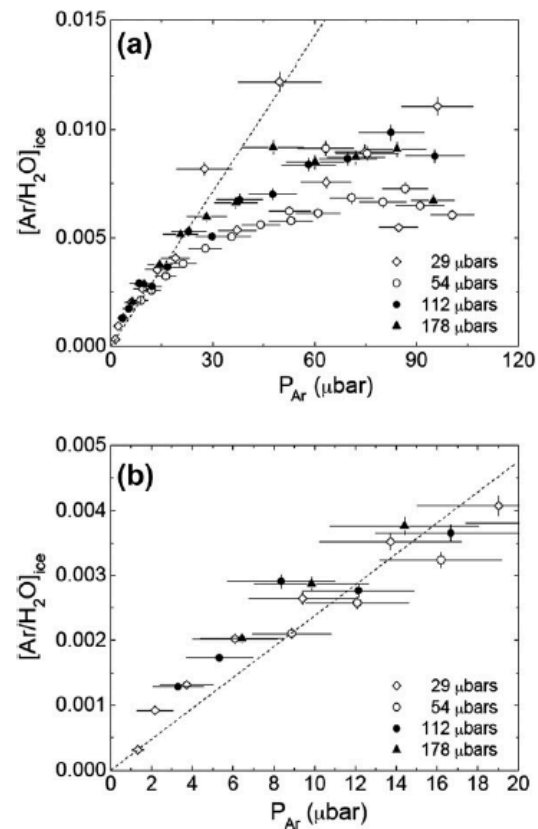 (a)
0.015
0.010
0.005
0.000
[Ar/H₂O]ice
29 μbars
54 μbars
112 μbars
178 μbars
0 30 60 90 120
P_Ar (μbar)
(b)
0.005
0.004
0.003
0.002
0.001
0.000
[Ar/H₂O]ice
29 μbars
54 μbars
112 μbars
178 μbars
0 2 4 6 8 10 12 14 16 18 20
P_Ar (μbar)